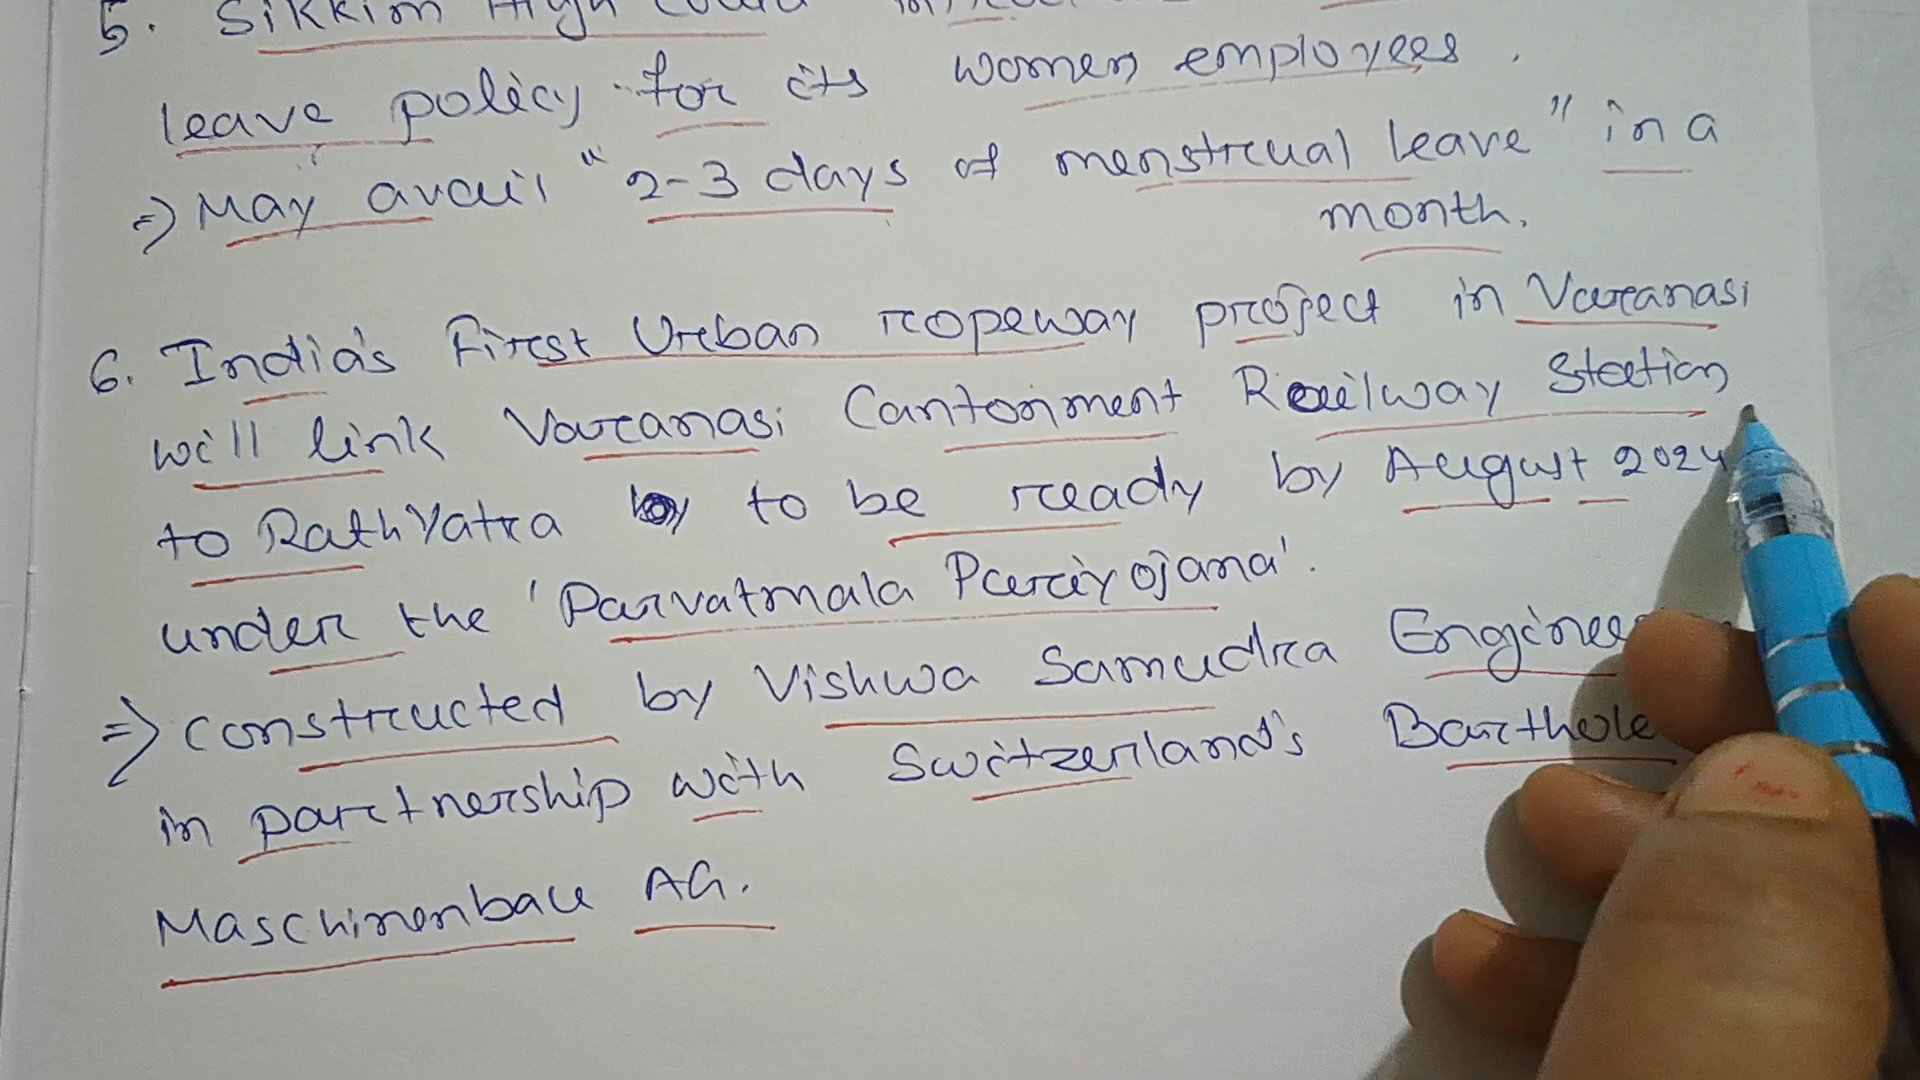 5. Sikkim High
leave policy for its women employees.
=> May avail "2-3 days of menstrual leave" in a
month.
6. India's First Urban ropeway project in Varanasi
will link Varanasi Cantonment Railway Station
to RathYatra to be ready by August 2024
under the 'Parvatmala Pariyojana'.
=> constructed by Vishwa Samudra Enginee
in partnership with Switzerland's Barthole
Maschinenbau AG.